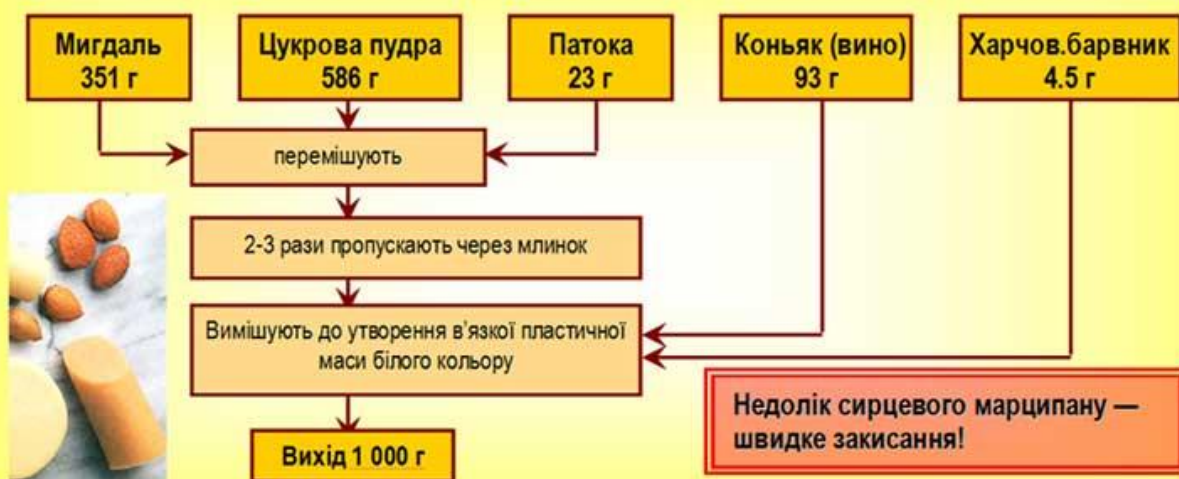 Мигдаль
351 г
Цукрова пудра
586 г
Патока
23 г
Коньяк (вино)
93 г
Харчов.барвник
4.5 г
перемішують
2-3 рази пропускають через млинок
Вимішують до утворення в'язкої пластичної
маси білого кольору
Недолік сирцевого марципану —
швидке закисання!
Вихід 1 000 г